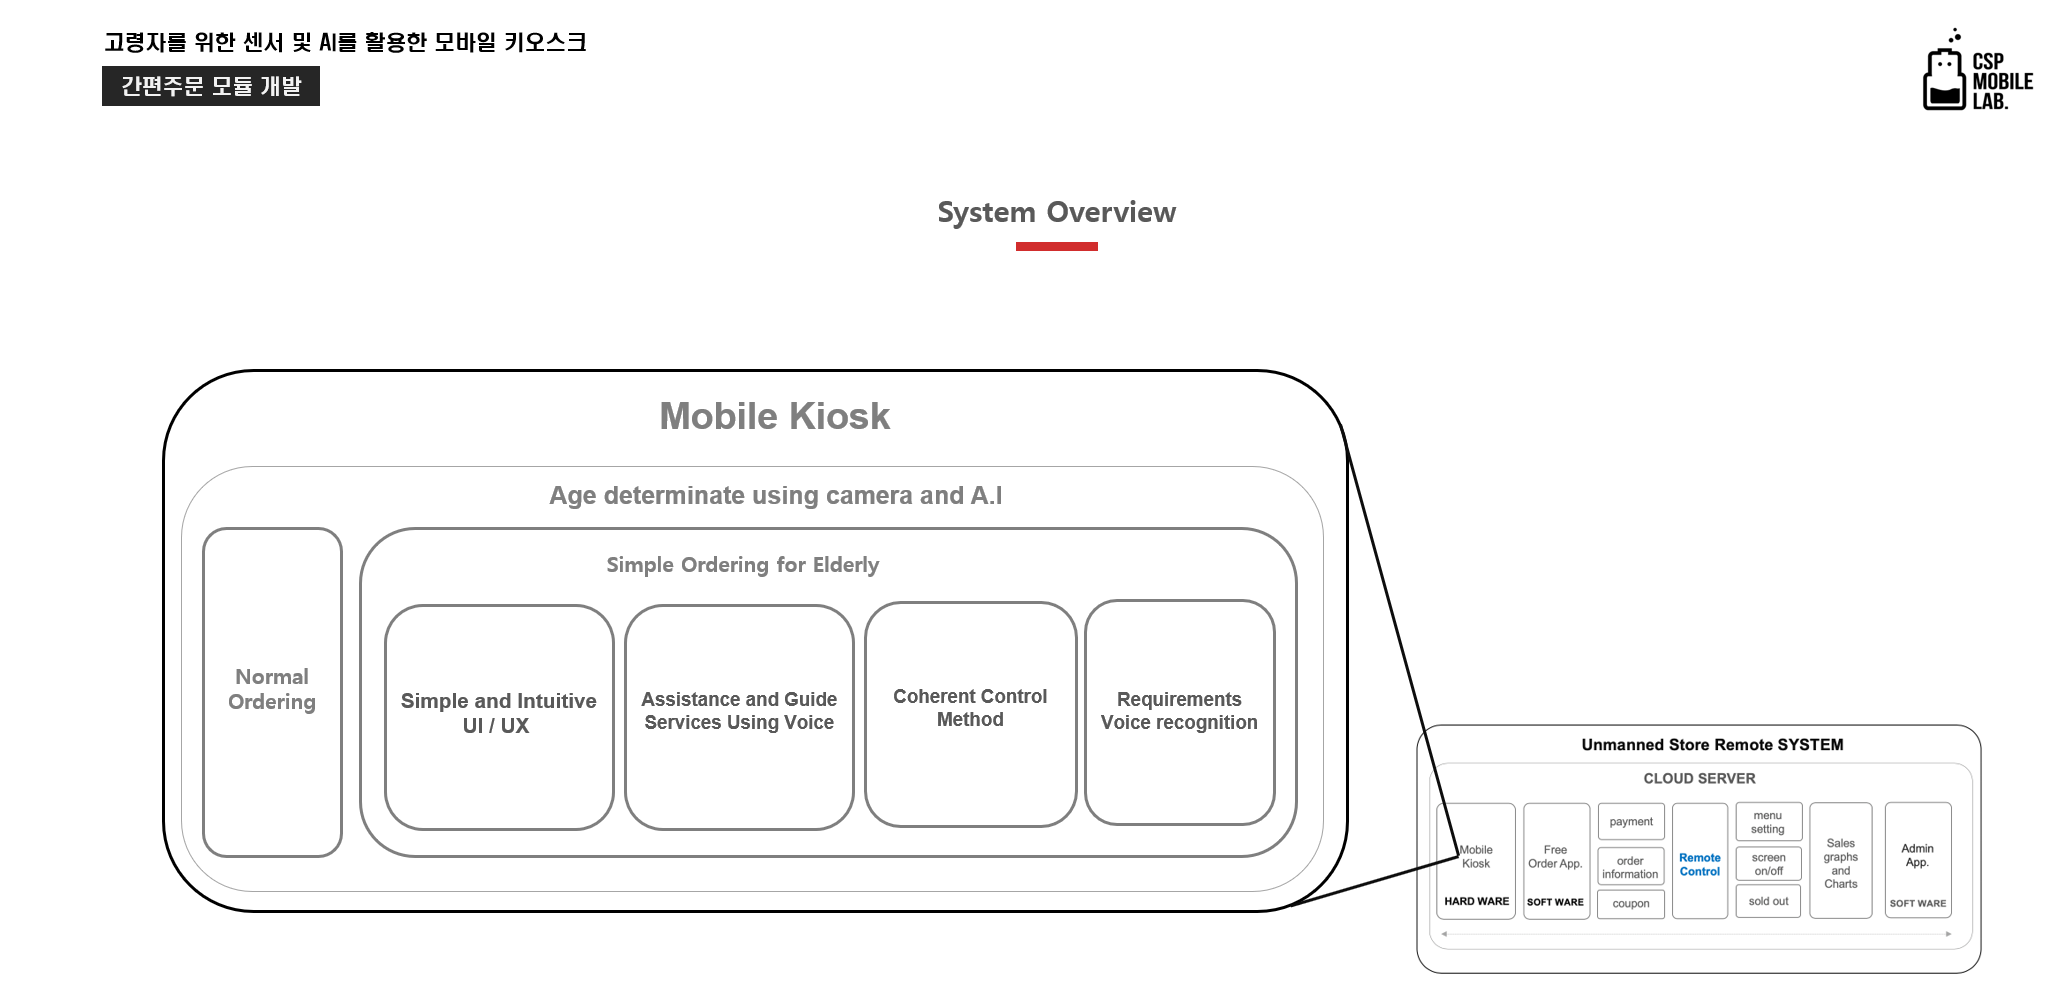 고령자를 위한 센서 및 AI를 활용한 모바일 키오스크
간편주문 모듈 개발
CSP
MOBILE
LAB.
System Overview
Mobile Kiosk
Age determinate using camera and A.I
Normal
Ordering
Simple Ordering for Elderly
Simple and Intuitive
UI / UX
Assistance and Guide
Services Using Voice
Coherent Control
Method
Requirements
Voice recognition
Unmanned Store Remote SYSTEM
CLOUD SERVER
Mobile
Kiosk
HARD WARE
Free
Order App.
SOFT WARE
payment
order
information
coupon
Remote
Control
menu
setting
screen
on/off
sold out
Sales
graphs
and
Charts
Admin
App.
SOFT WARE